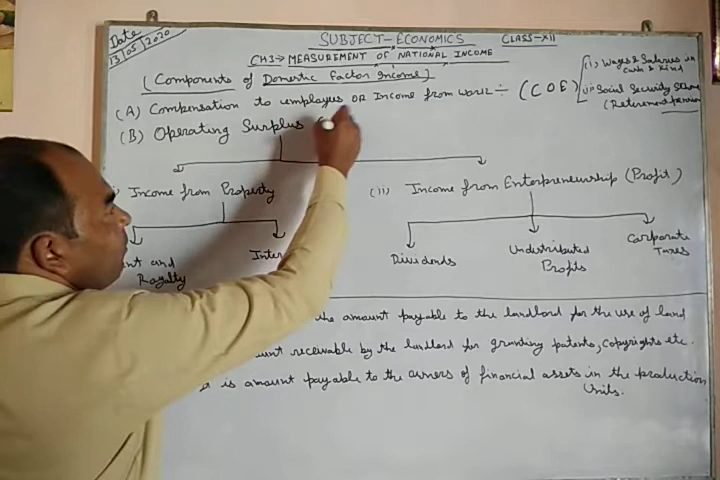 Date
13/05/2020
SUBJECT-ECONOMICS
CLASS-XII
CH3→ MEASUREMENT OF NATIONAL INCOME
(Components of Domestic Factor Income)
(A) Compensation to employees OR Income from work ÷ (COE)
(i) Wages & Salaries in
Cash & Kind
(ii) Social Security
(Retirement pension
(B) Operating Surplus (
Income from Property
(ii) Income from Enterpreneurship (Profit)
and
Royalty
Inter
Dividends
Undistributed
Profits
Corporate
Taxes
the amount payable to the landlord for the use of land
receivable by the landlord for granting patents, copyrights etc.
It is amount payable to the owners of financial assets in the production
Units.